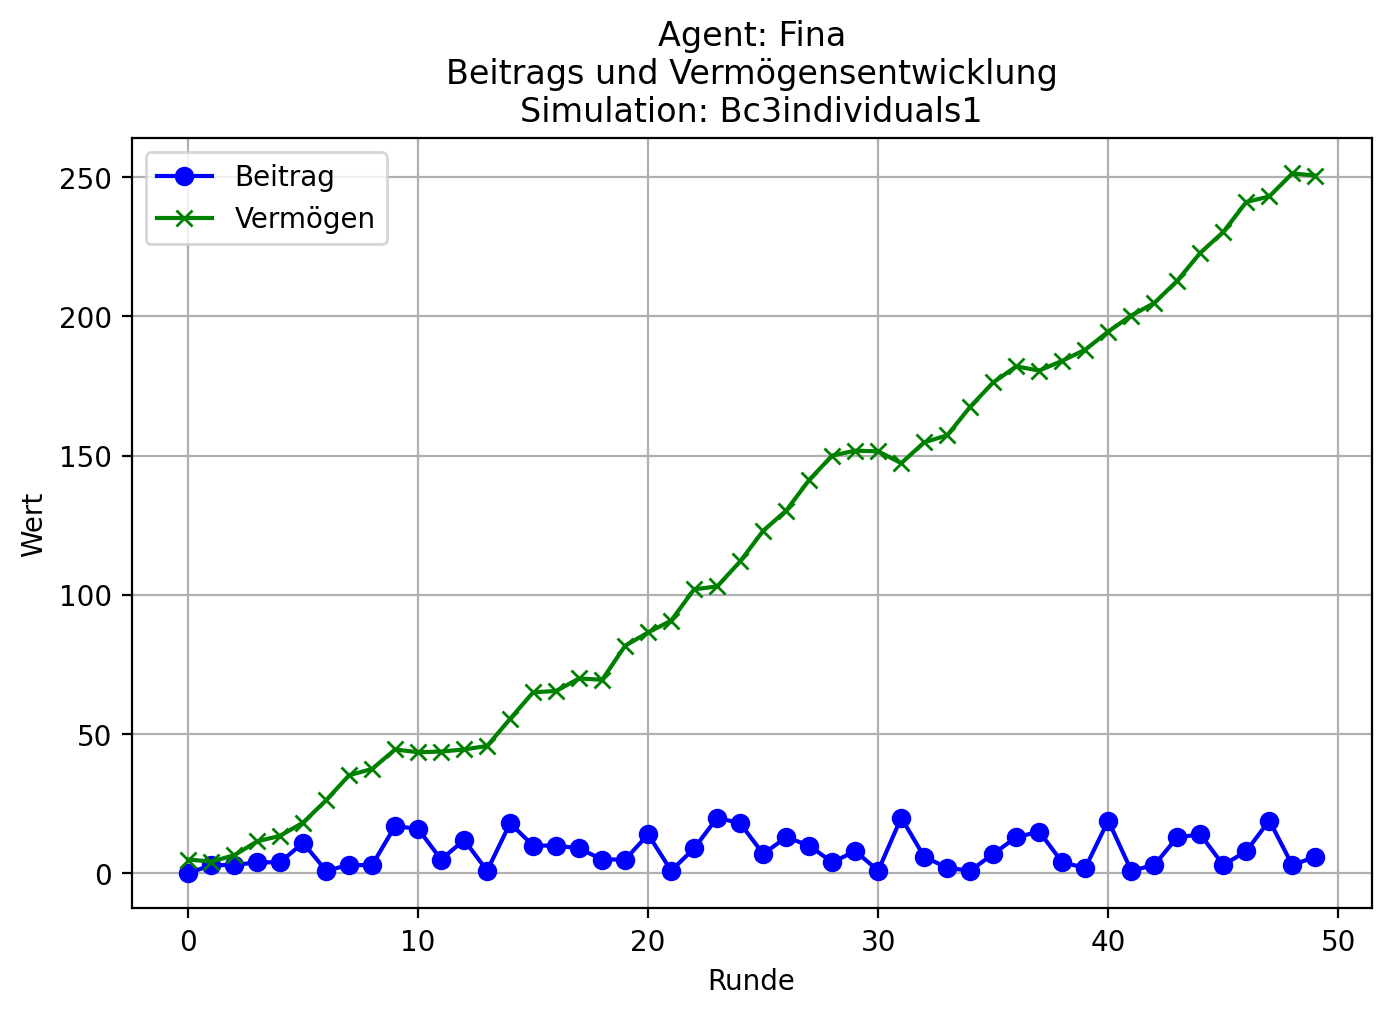 Agent: Fina
Beitrags und Vermögensentwicklung
Simulation: Bc3individuals1
Beitrag
Vermögen
250
200
150
100
50
0
Wert
0 10 20 30 40 50
Runde